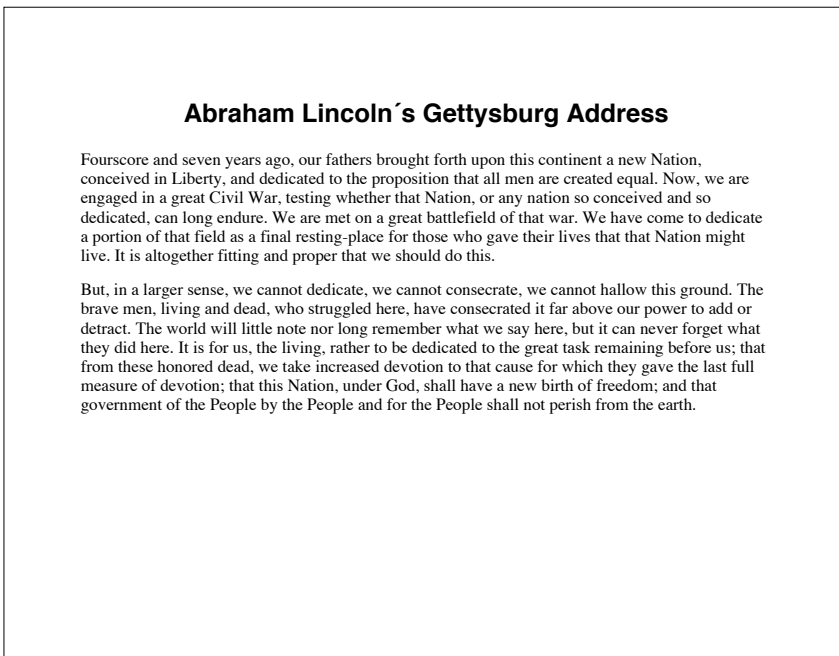 Abraham Lincoln´s Gettysburg Address
Fourscore and seven years ago, our fathers brought forth upon this continent a new Nation,
conceived in Liberty, and dedicated to the proposition that all men are created equal. Now, we are
engaged in a great Civil War, testing whether that Nation, or any nation so conceived and so
dedicated, can long endure. We are met on a great battlefield of that war. We have come to dedicate
a portion of that field as a final resting-place for those who gave their lives that that Nation might
live. It is altogether fitting and proper that we should do this.
But, in a larger sense, we cannot dedicate, we cannot consecrate, we cannot hallow this ground. The
brave men, living and dead, who struggled here, have consecrated it far above our power to add or
detract. The world will little note nor long remember what we say here, but it can never forget what
they did here. It is for us, the living, rather to be dedicated to the great task remaining before us; that
from these honored dead, we take increased devotion to that cause for which they gave the last full
measure of devotion; that this Nation, under God, shall have a new birth of freedom; and that
government of the People by the People and for the People shall not perish from the earth.